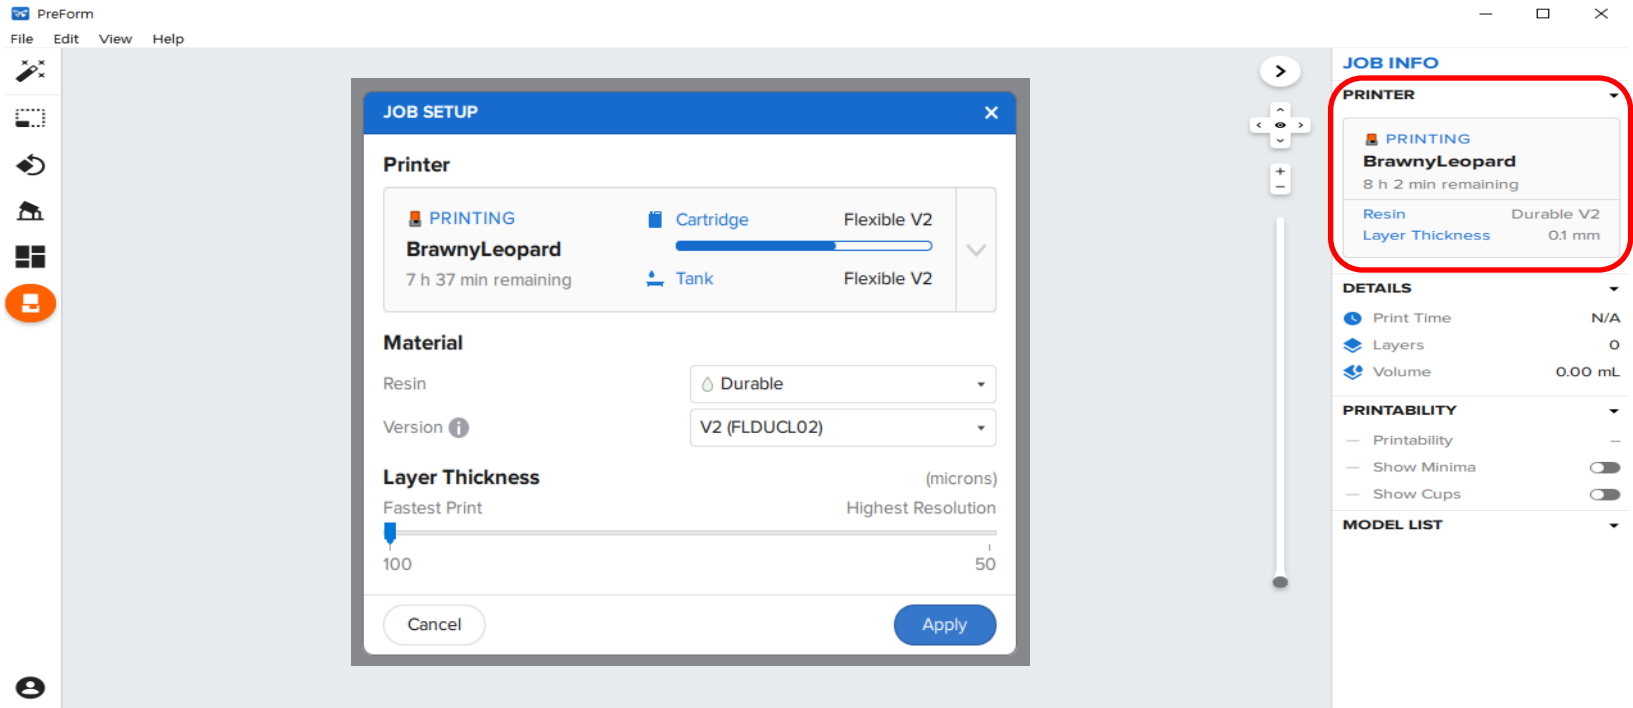 PreForm
File Edit View Help
JOB SETUP
Printer
PRINTING
BrawnyLeopard
7 h 37 min remaining
Cartridge Flexible V2
Tank Flexible V2
Material
Resin Durable
Version V2 (FLDUCL02)
Layer Thickness (microns)
Fastest Print Highest Resolution
100 50
Cancel Apply
JOB INFO
PRINTER
PRINTING
BrawnyLeopard
8 h 2 min remaining
Resin Durable V2
Layer Thickness 0.1 mm
DETAILS
Print Time N/A
Layers 0
Volume 0.00 mL
PRINTABILITY
Printability --
Show Minima
Show Cups
MODEL LIST